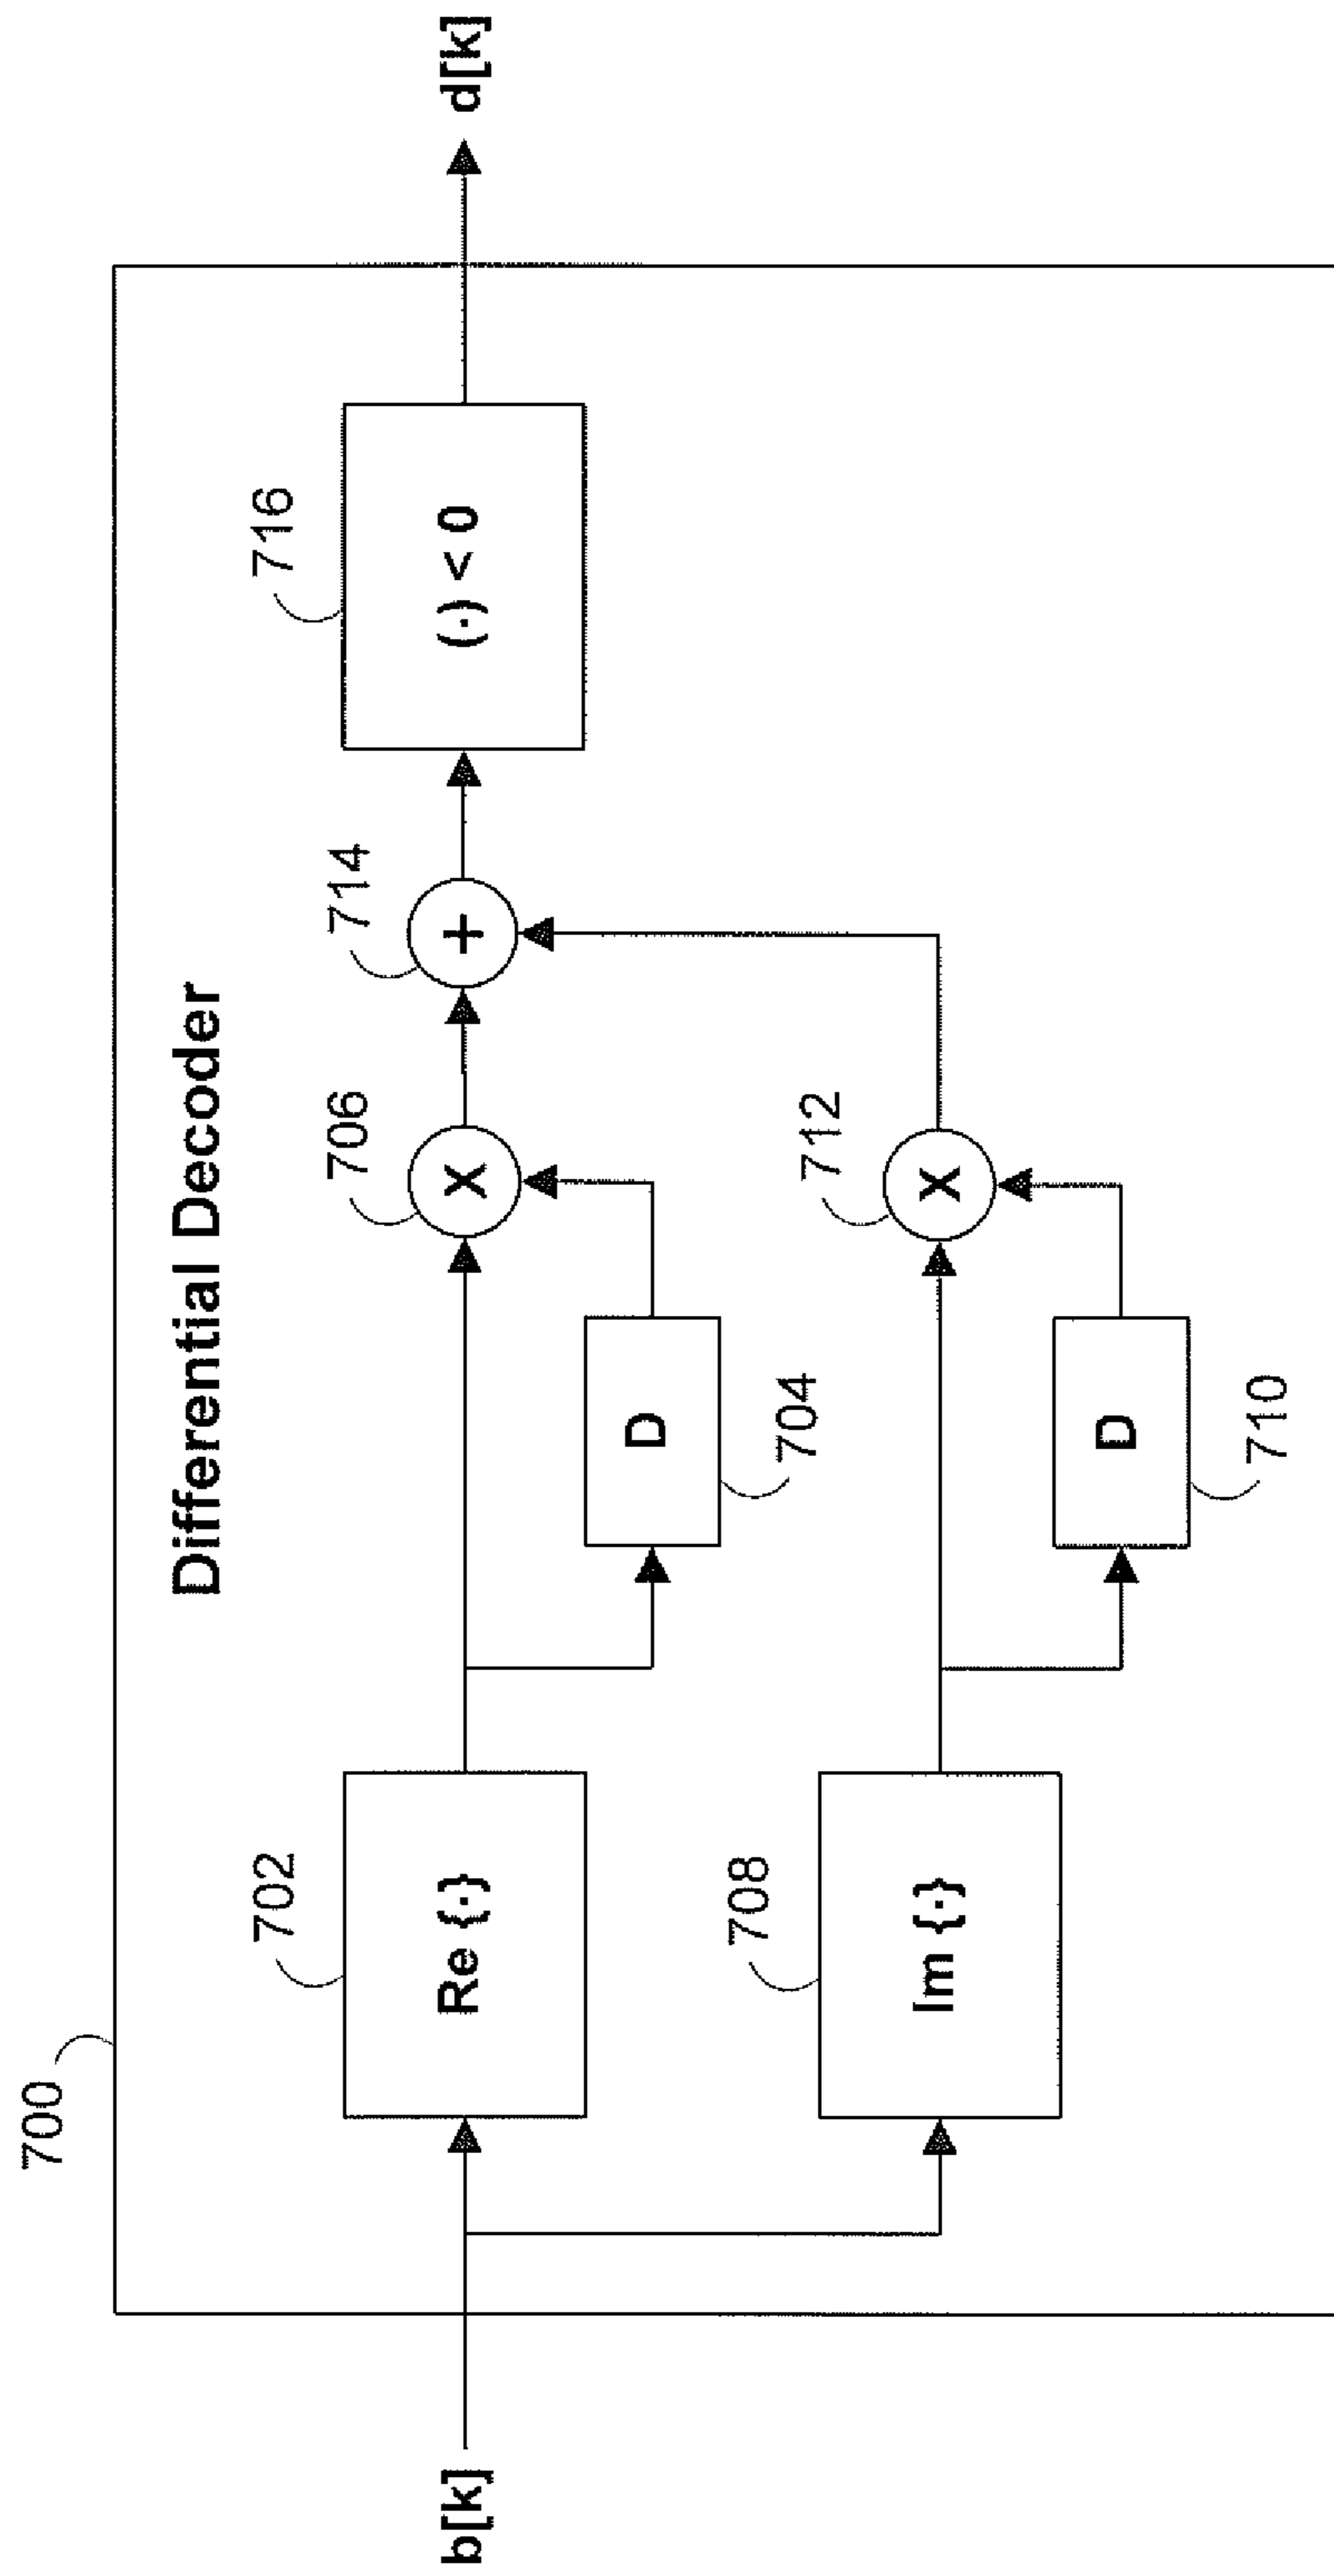 700
Differential Decoder
b[k]
702
Re {·}
D
704
706
X
714
+
716
(·) < 0
d[k]
708
Im {·}
D
710
712
X